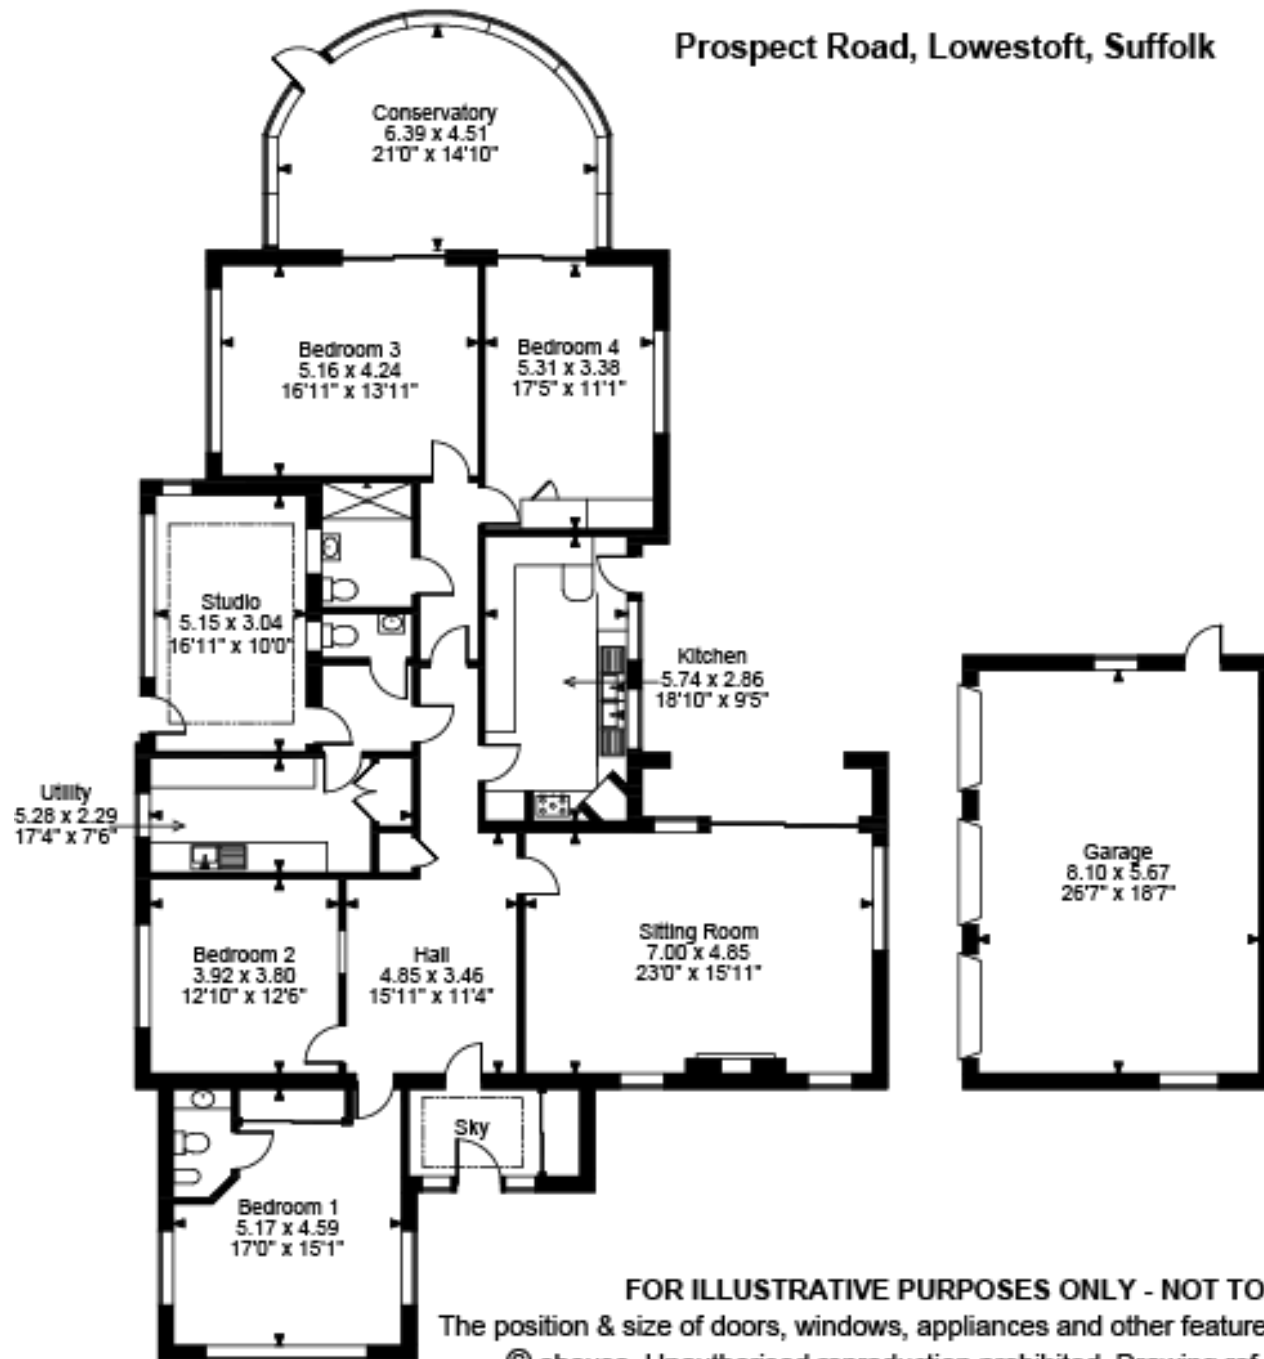 Prospect Road, Lowestoft, Suffolk
Conservatory
6.39 x 4.51
21'0" x 14'10"
Bedroom 3
5.16 x 4.24
16'11" x 13'11"
Bedroom 4
5.31 x 3.38
17'5" x 11'1"
Studio
5.15 x 3.04
16'11" x 10'0"
Kitchen
5.74 x 2.86
18'10" x 9'5"
Utility
5.28 x 2.29
17'4" x 7'6"
Garage
8.10 x 5.67
26'7" x 18'7"
Bedroom 2
3.92 x 3.80
12'10" x 12'6"
Hall
4.85 x 3.46
15'11" x 11'4"
Sitting Room
7.00 x 4.85
23'0" x 15'11"
Sky
Bedroom 1
5.17 x 4.59
17'0" x 15'1"
FOR ILLUSTRATIVE PURPOSES ONLY - NOT TO
The position & size of doors, windows, appliances and other feature